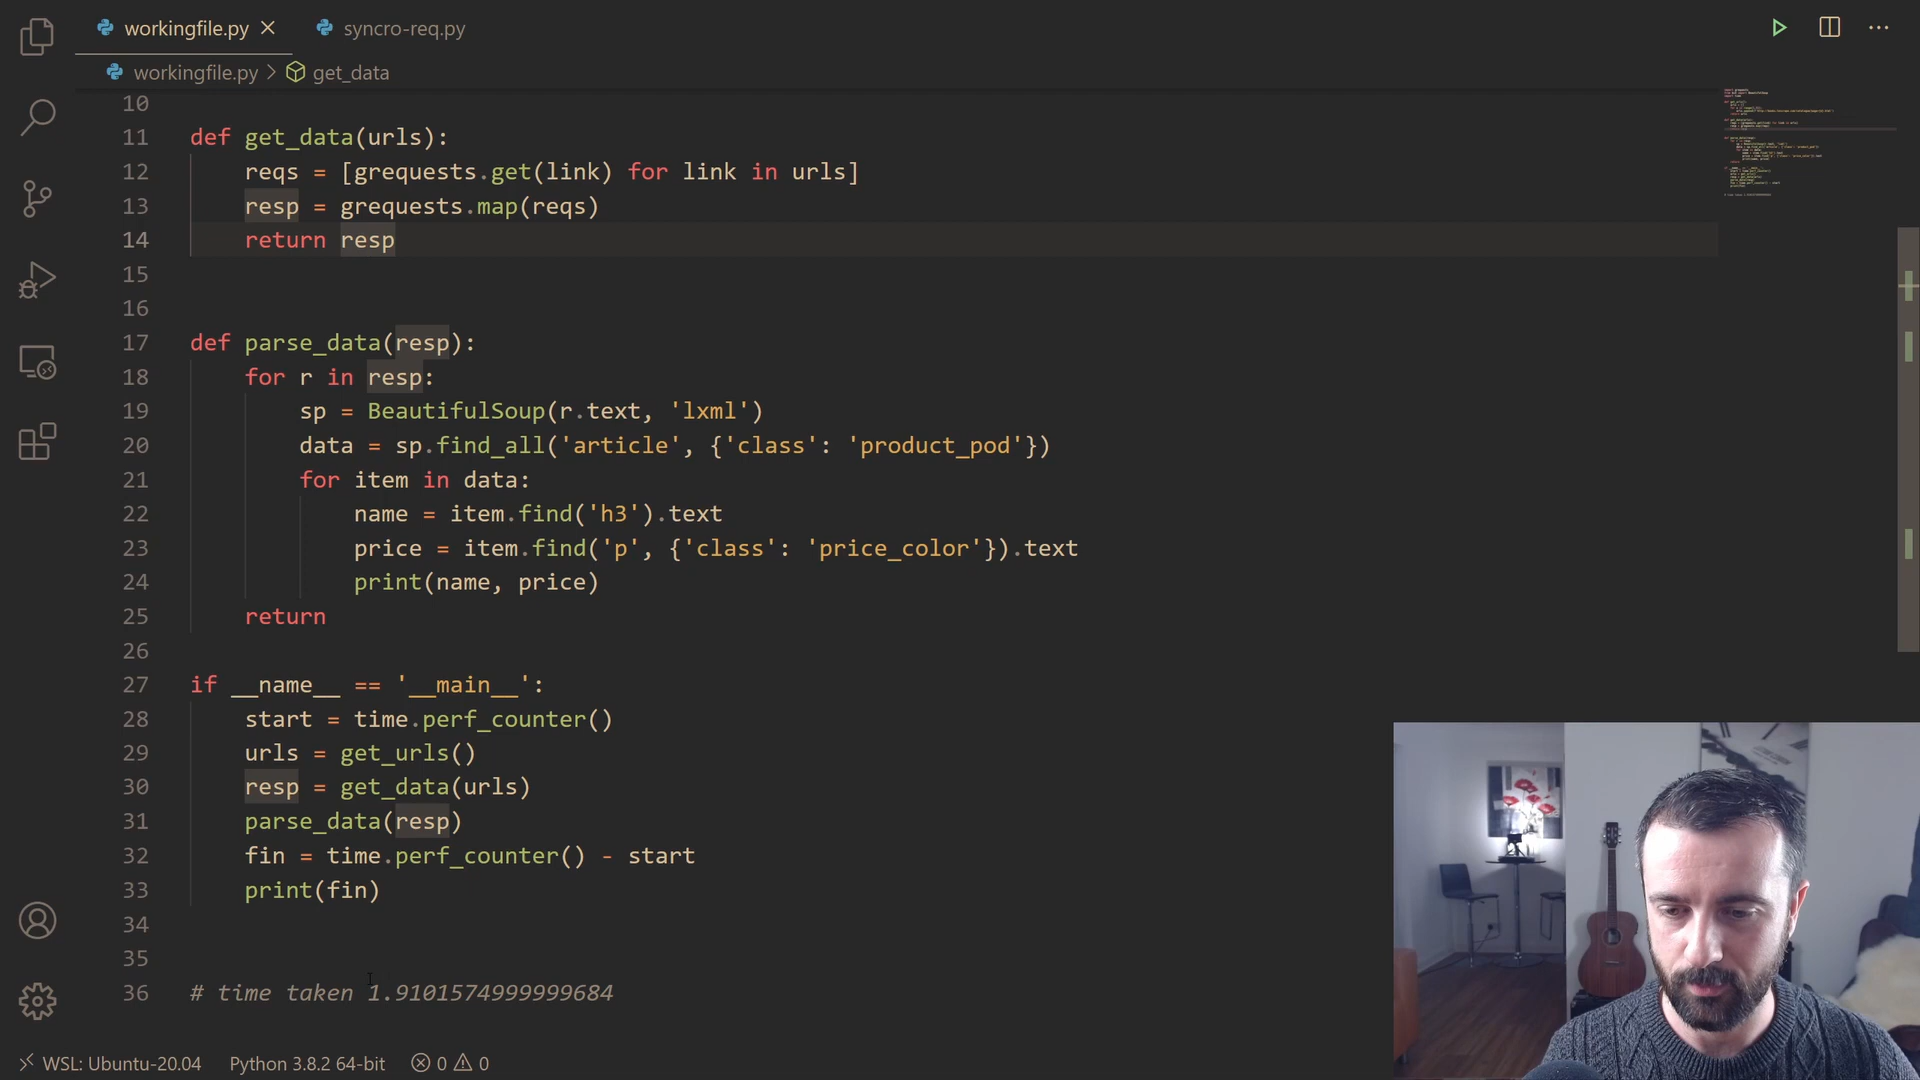 workingfile.py
syncro-req.py
workingfile.py > get_data
10
11 def get_data(urls):
12 reqs = [grequests.get(link) for link in urls]
13 resp = grequests.map(reqs)
14 return resp
15
16
17 def parse_data(resp):
18 for r in resp:
19 sp = BeautifulSoup(r.text, 'lxml')
20 data = sp.find_all('article', {'class': 'product_pod'})
21 for item in data:
22 name = item.find('h3').text
23 price = item.find('p', {'class': 'price_color'}).text
24 print(name, price)
25 return
26
27 if __name__ == '__main__':
28 start = time.perf_counter()
29 urls = get_urls()
30 resp = get_data(urls)
31 parse_data(resp)
32 fin = time.perf_counter() - start
33 print(fin)
34
35
36 # time taken 1.9101574999999684
WSL: Ubuntu-20.04 Python 3.8.2 64-bit 0 0